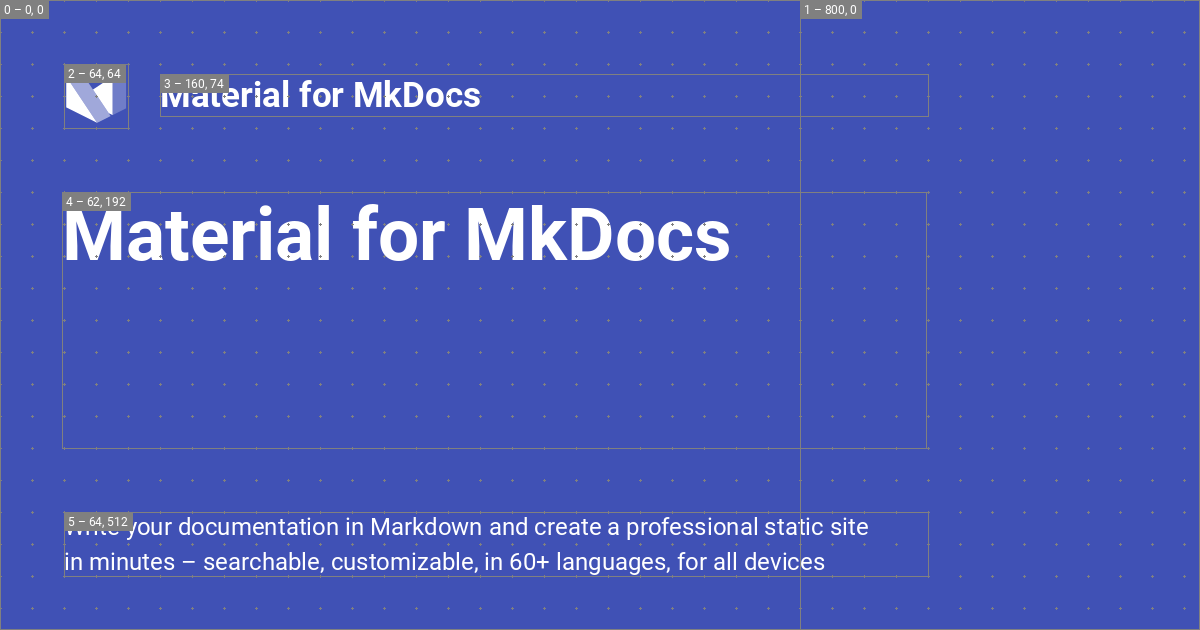 0 – 0, 0
1 – 800, 0
2 – 64, 64
3 – 160, 74
Material for MkDocs
4 – 62, 192
Material for MkDocs
5 – 64, 512
Write your documentation in Markdown and create a professional static site
in minutes – searchable, customizable, in 60+ languages, for all devices